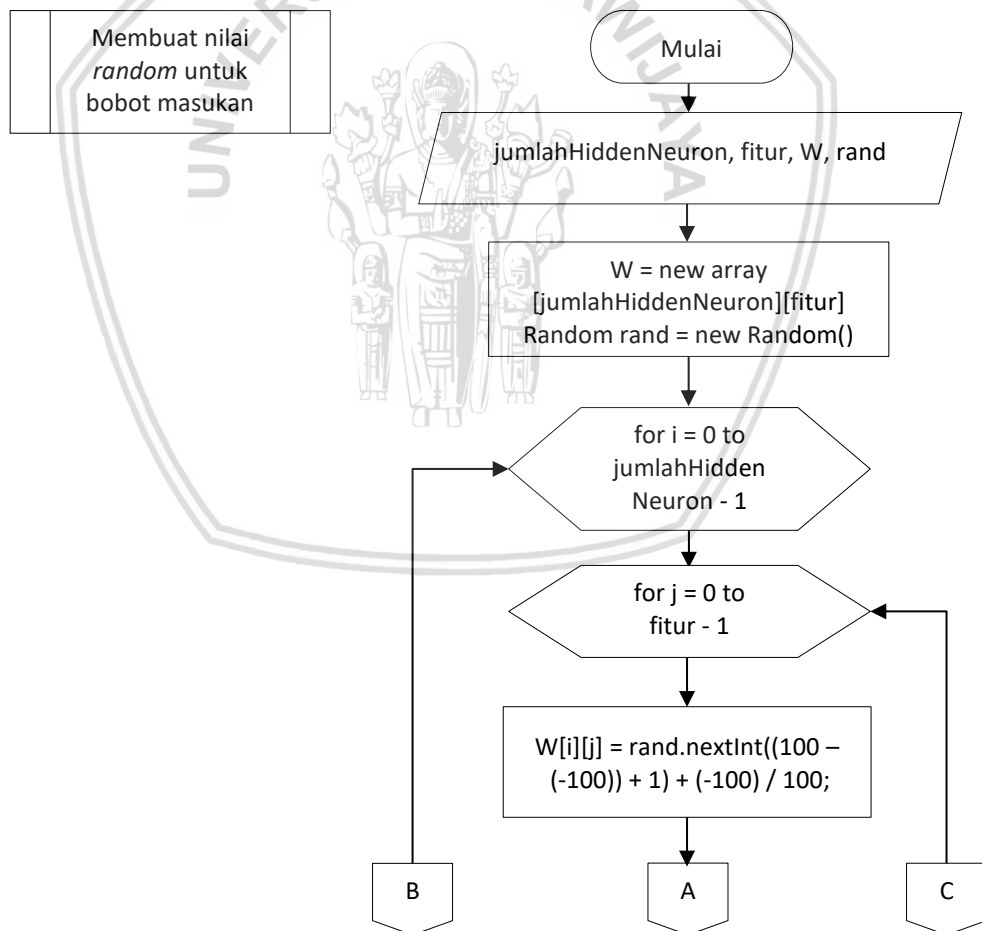 Membuat nilai
random untuk
bobot masukan
Mulai
jumlahHiddenNeuron, fitur, W, rand
W = new array
[jumlahHiddenNeuron][fitur]
Random rand = new Random()
for i = 0 to
jumlahHidden
Neuron - 1
for j = 0 to
fitur - 1
W[i][j] = rand.nextInt((100 –
(-100)) + 1) + (-100) / 100;
B
A
C